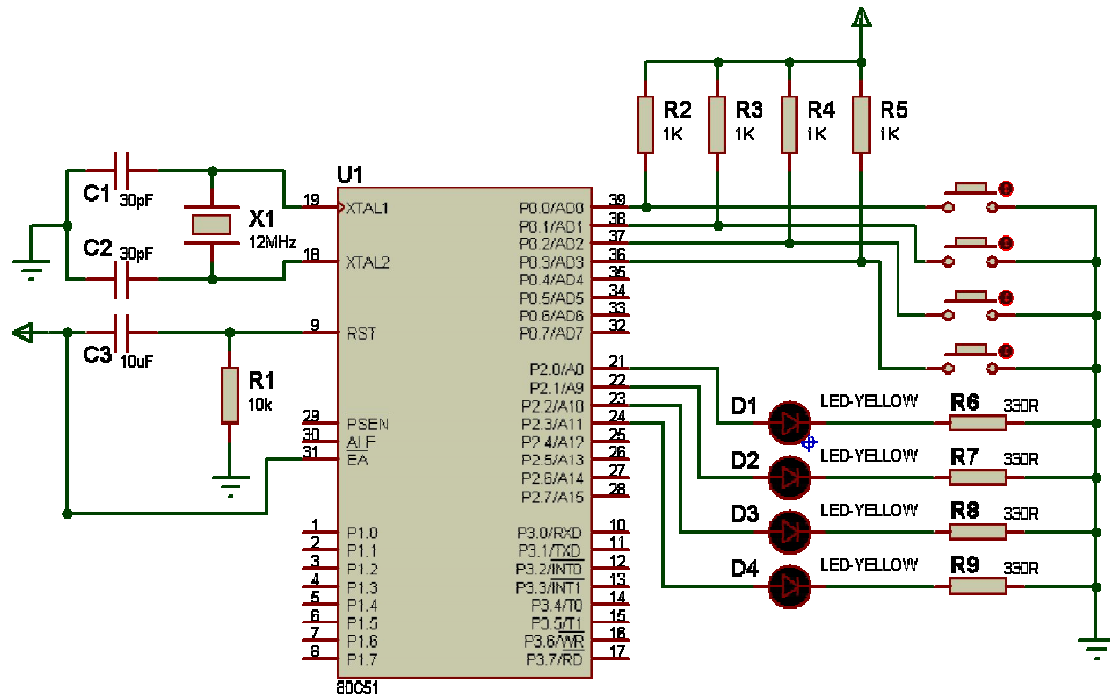 C1
30pF
X1
12MHz
C2
30pF
C3
10uF
R1
10k
U1
19
XTAL1
18
XTAL2
9
RST
29
PSEN
30
ALE
31
EA
1
P1.0
2
P1.1
3
P1.2
4
P1.3
5
P1.4
6
P1.5
7
P1.6
8
P1.7
80C51
P0.0/AD0
39
P0.1/AD1
38
P0.2/AD2
37
P0.3/AD3
36
P0.4/AD4
35
P0.5/AD5
34
P0.6/AD6
33
P0.7/AD7
32
P2.0/A8
21
P2.1/A9
22
P2.2/A10
23
P2.3/A11
24
P2.4/A12
25
P2.5/A13
26
P2.6/A14
27
P2.7/A15
28
P3.0/RXD
10
P3.1/TXD
11
P3.2/INT0
12
P3.3/INT1
13
P3.4/T0
14
P3.5/T1
15
P3.6/WR
16
P3.7/RD
17
R2
1K
R3
1K
R4
1K
R5
1K
D1
LED-YELLOW
R6
330R
D2
LED-YELLOW
R7
330R
D3
LED-YELLOW
R8
330R
D4
LED-YELLOW
R9
330R